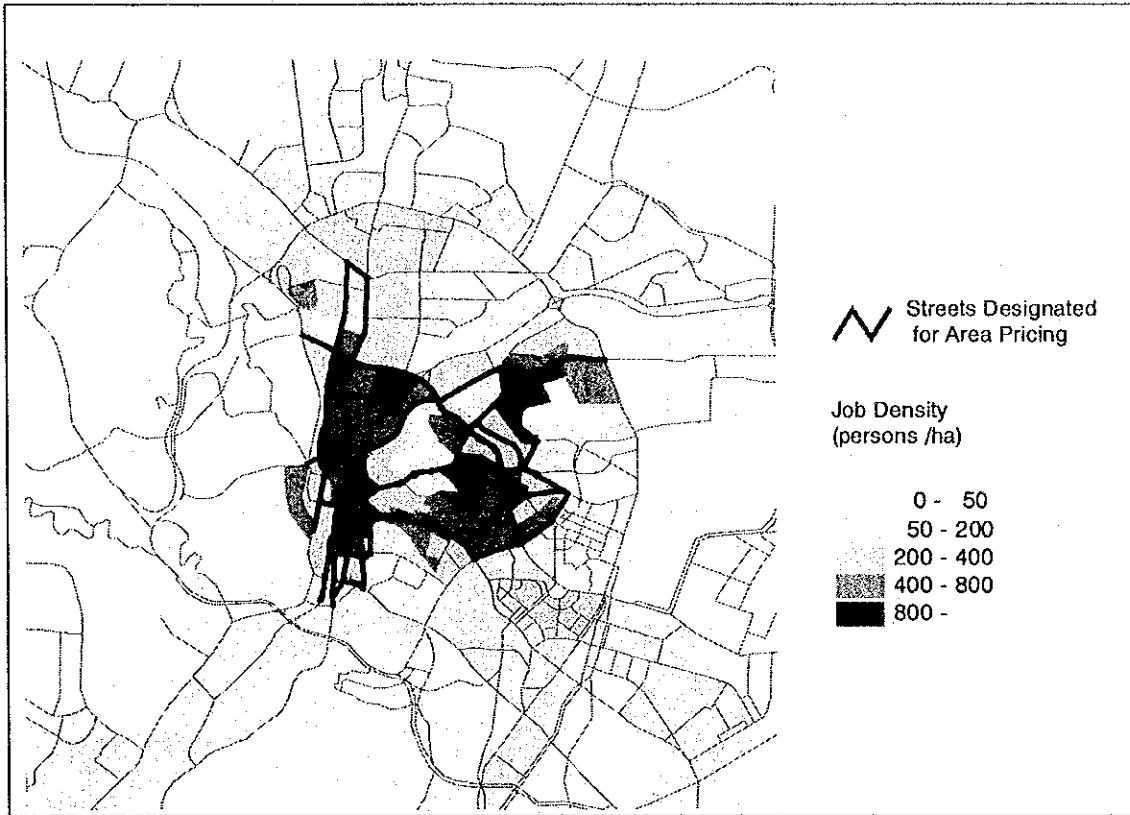 Streets Designated
for Area Pricing
Job Density
(persons /ha)
0 - 50
50 - 200
200 - 400
400 - 800
800 -